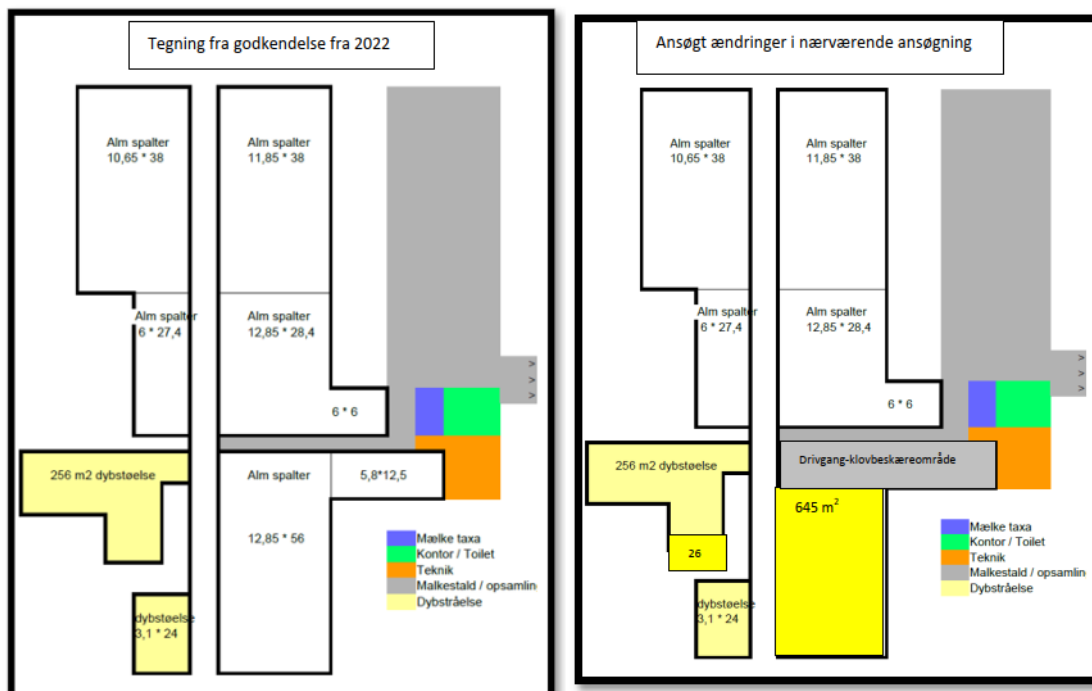 Tegning fra godkendelse fra 2022
Alm spalter
10,65 * 38
Alm spalter
11,85 * 38
Alm spalter
6 * 27,4
Alm spalter
12,85 * 28,4
>
>
>
6 * 6
256 m2 dybstøelse
Alm spalter
5,8*12,5
12,85 * 56
dybstøelse
3,1 * 24
Mælke taxa
Kontor / Toilet
Teknik
Malkestald / opsamlin
Dybstråelse
Ansøgt ændringer i nærværende ansøgning
Alm spalter
10,65 * 38
Alm spalter
11,85 * 38
Alm spalter
6 * 27,4
Alm spalter
12,85 * 28,4
>
>
>
6 * 6
256 m2 dybstøelse
Drivgang-klovbeskæreområde
645 m²
26
dybstøelse
3,1 * 24
Mælke taxa
Kontor / Toilet
Teknik
Malkestald / opsamlin
Dybstråelse